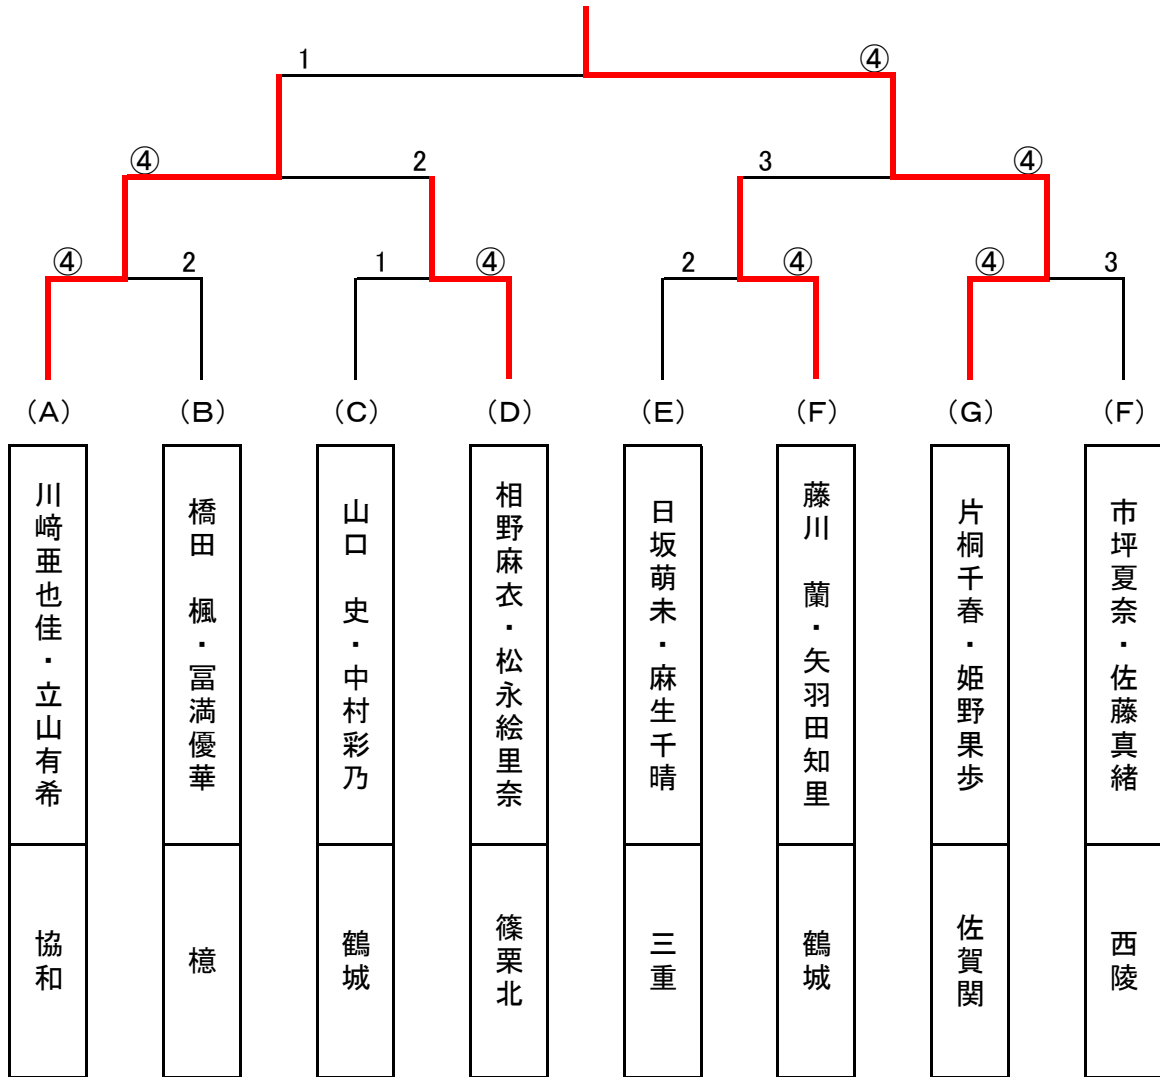 1 ④
④ 2 3 ④
④ 2 1 ④ 2 ④ ④ 3
（A） （B） （C） （D） （E） （F） （G） （F）
川﨑亜也佳・立山有希
橋田　楓・冨満優華
山口　史・中村彩乃
相野麻衣・松永絵里奈
日坂萌未・麻生千晴
藤川　蘭・矢羽田知里
片桐千春・姫野果歩
市坪夏奈・佐藤真緒
協和
檍
鶴城
篠栗北
三重
鶴城
佐賀関
西陵